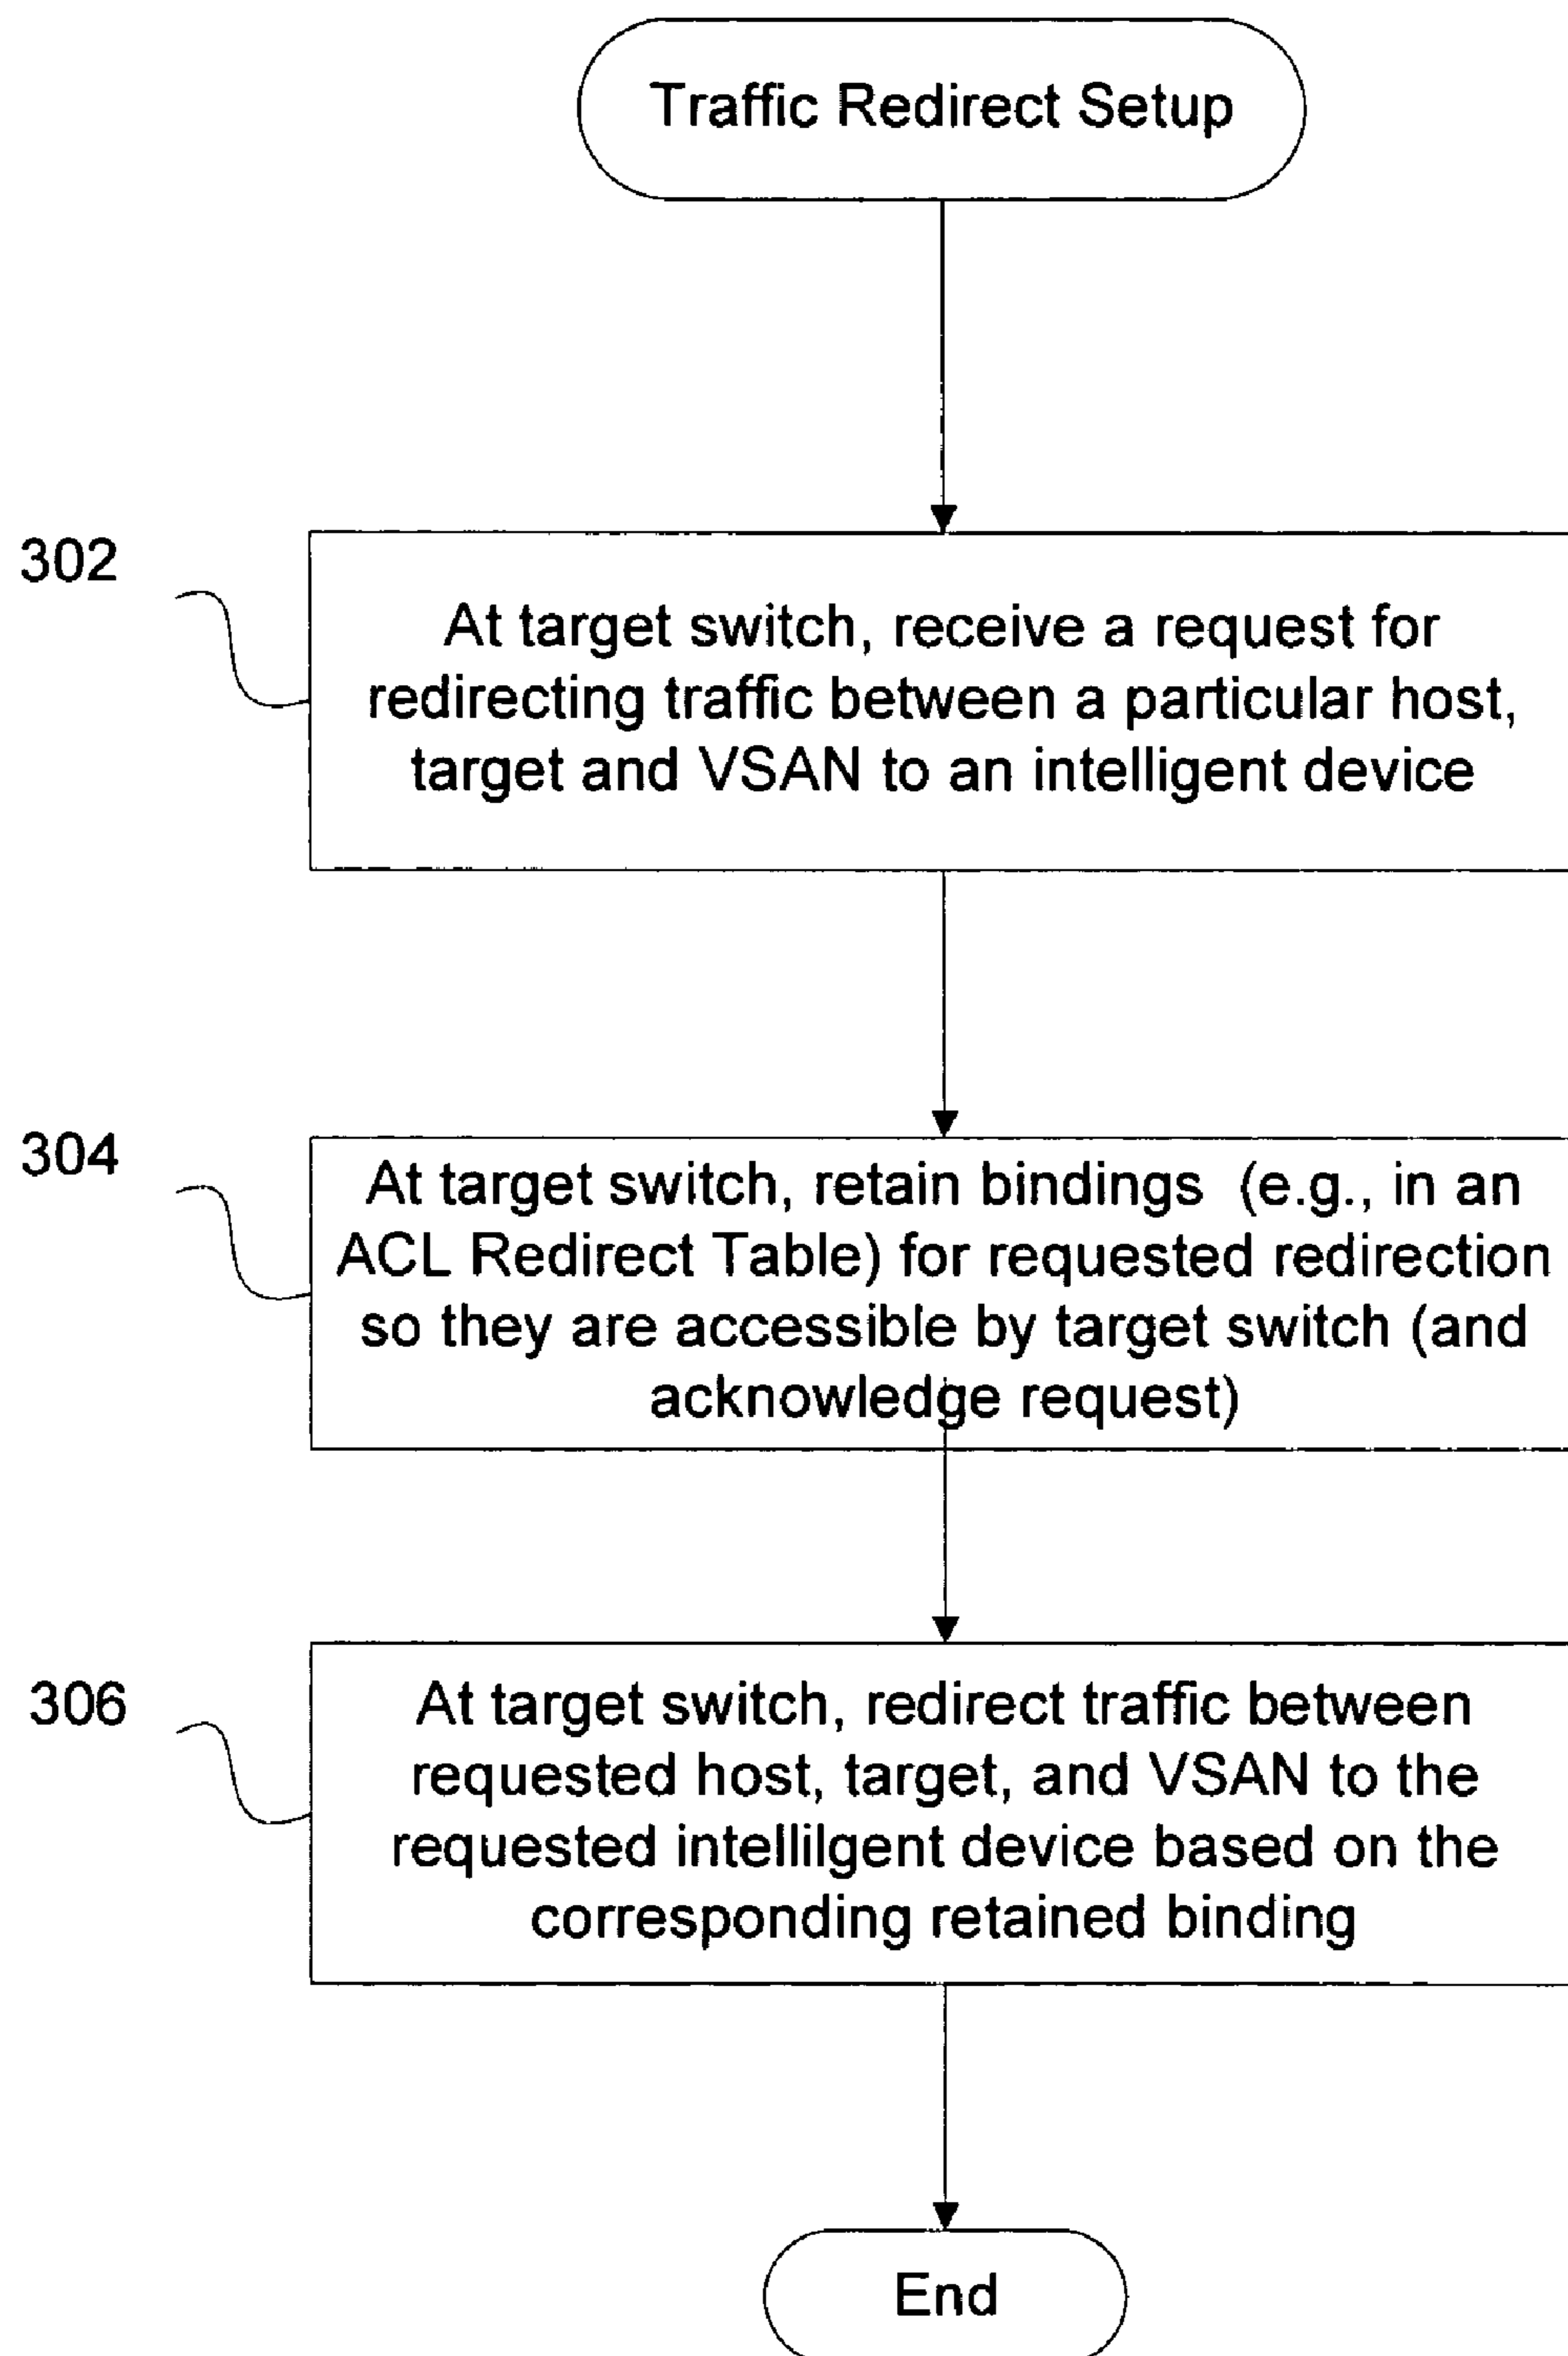 Traffic Redirect Setup
302
At target switch, receive a request for
redirecting traffic between a particular host,
target and VSAN to an intelligent device
304
At target switch, retain bindings (e.g., in an
ACL Redirect Table) for requested redirection
so they are accessible by target switch (and
acknowledge request)
306
At target switch, redirect traffic between
requested host, target, and VSAN to the
requested intellilgent device based on the
corresponding retained binding
End